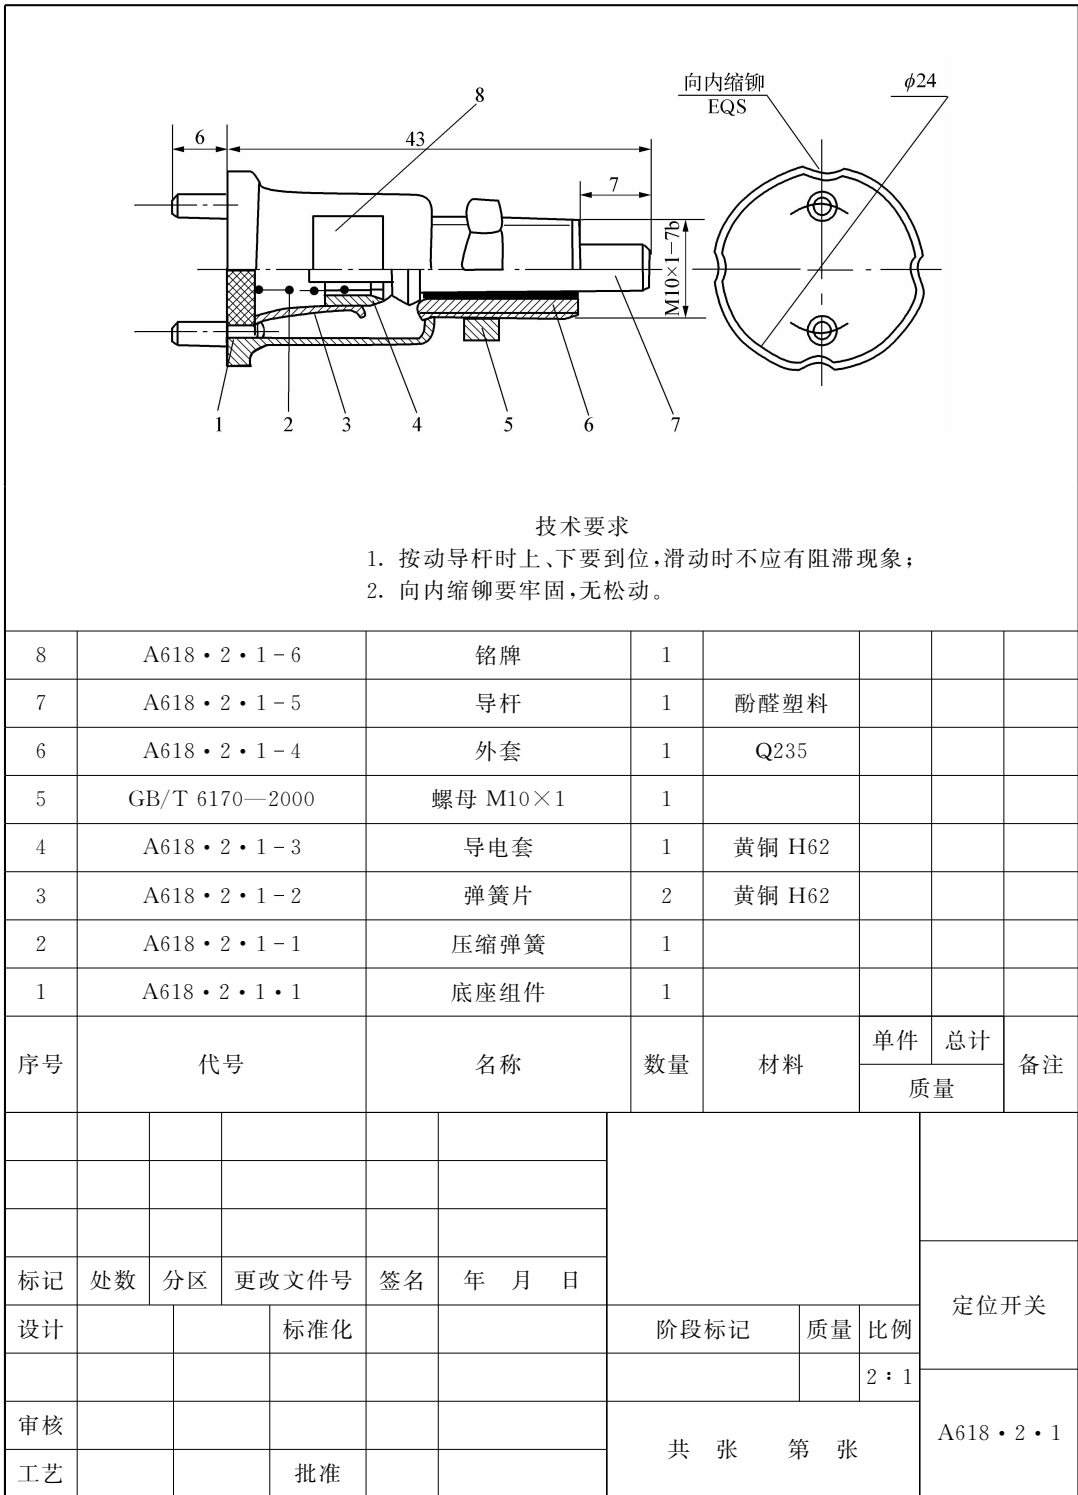 向内缩铆
EQS
ϕ24
8
6
43
7
M10×1-7b
1 2 3 4 5 6 7
技术要求
1. 按动导杆时上、下要到位,滑动时不应有阻滞现象;
2. 向内缩铆要牢固,无松动。
8 A618·2·1-6 铭牌 1
7 A618·2·1-5 导杆 1 酚醛塑料
6 A618·2·1-4 外套 1 Q235
5 GB/T 6170—2000 螺母 M10×1 1
4 A618·2·1-3 导电套 1 黄铜 H62
3 A618·2·1-2 弹簧片 2 黄铜 H62
2 A618·2·1-1 压缩弹簧 1
1 A618·2·1·1 底座组件 1
序号 代号 名称 数量 材料 单件 总计 备注
质量
标记 处数 分区 更改文件号 签名 年 月 日
定位开关
设计 标准化 阶段标记 质量 比例
2∶1
审核
共 张 第 张
A618·2·1
工艺 批准